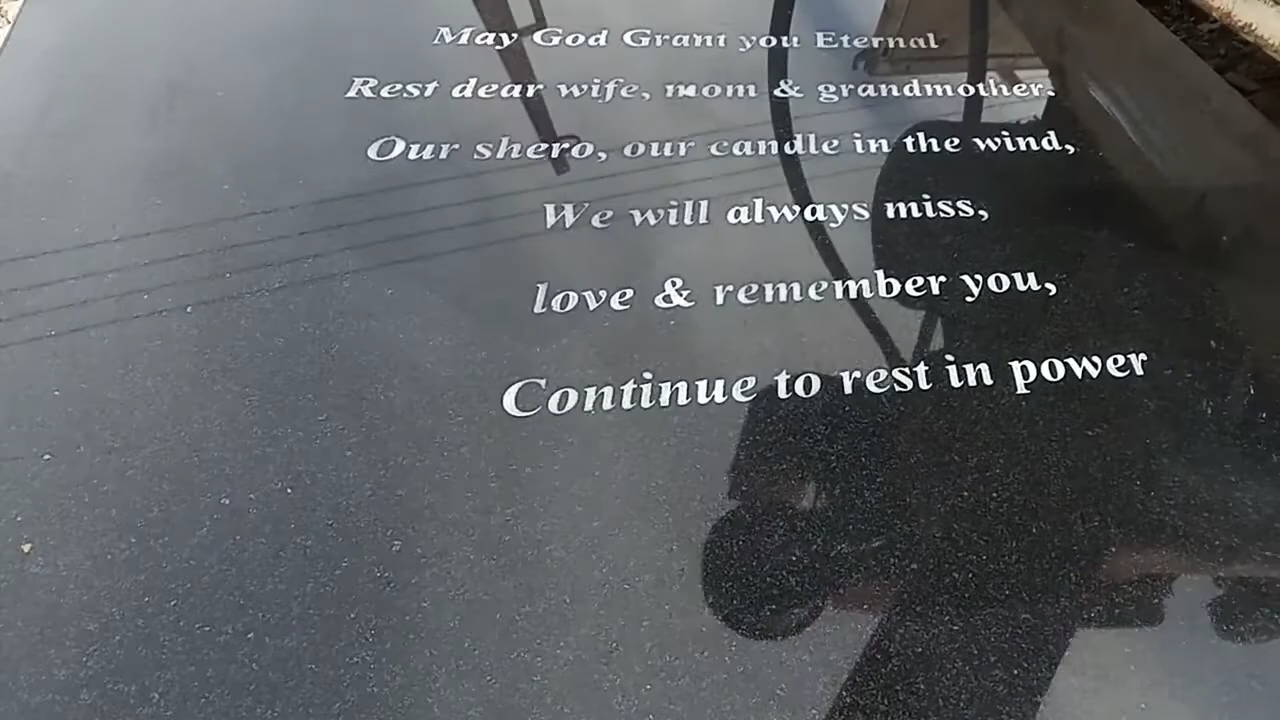 May God Grant you Eternal
Rest dear wife, mom & grandmother.
Our shero, our candle in the wind,
We will always miss,
love & remember you,
Continue to rest in power